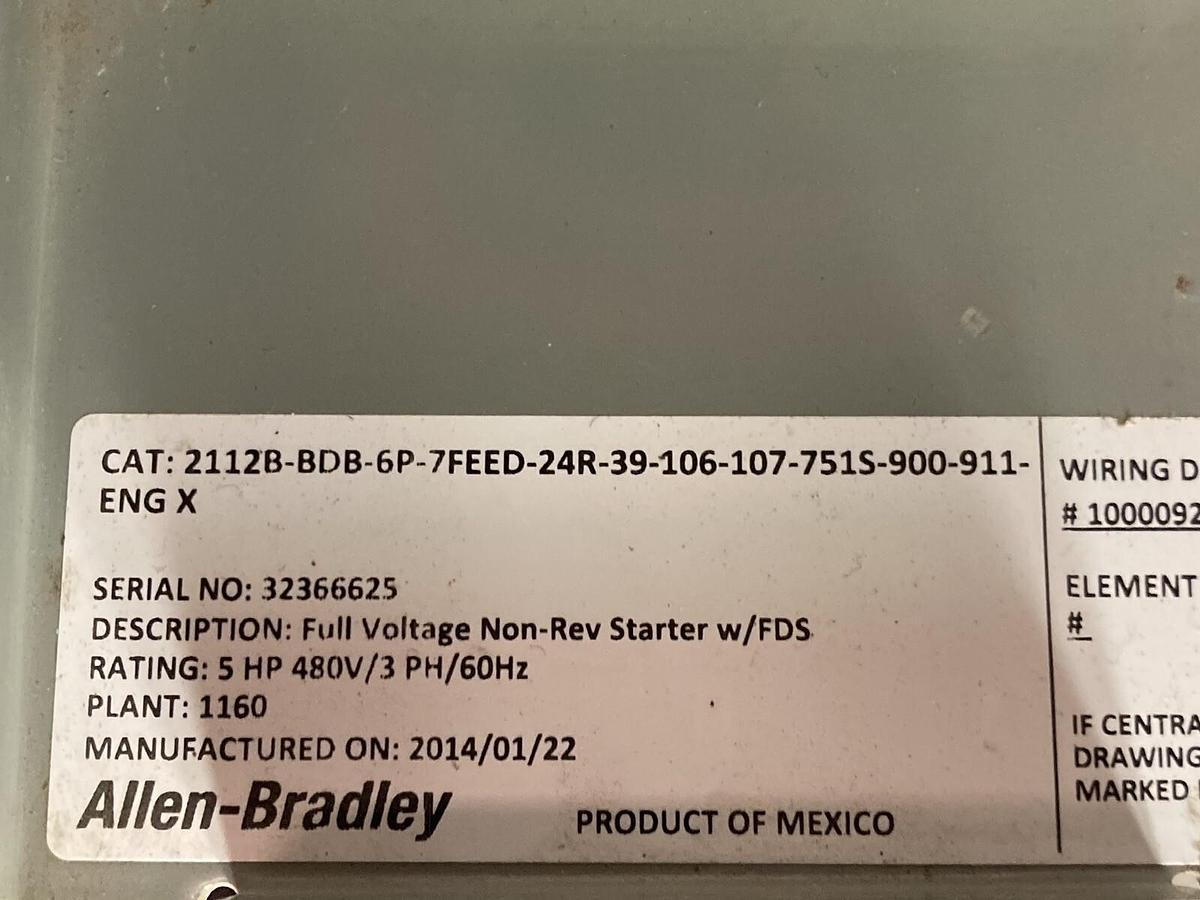 CAT: 2112B-BDB-6P-7FEED-24R-39-106-107-751S-900-911-
ENG X
SERIAL NO: 32366625
DESCRIPTION: Full Voltage Non-Rev Starter w/FDS
RATING: 5 HP 480V/3 PH/60Hz
PLANT: 1160
MANUFACTURED ON: 2014/01/22
Allen-Bradley
PRODUCT OF MEXICO
WIRING D
# 1000092
ELEMENT
#
IF CENTRA
DRAWING
MARKED